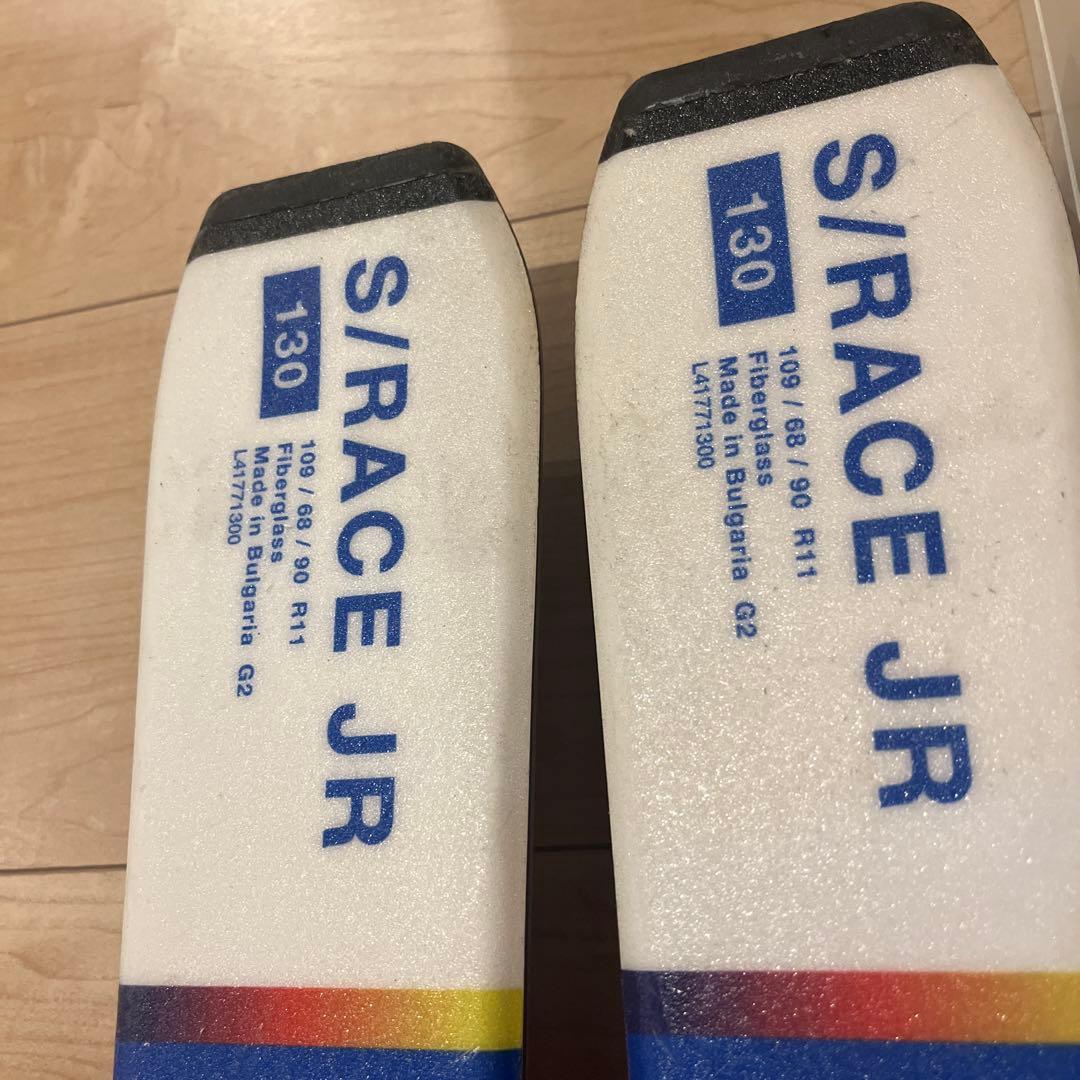 S/RACE JR
130
109 / 68 / 90 R11
Fiberglass
Made in Bulgaria G2
L41771300
S/RACE JR
130
109 / 68 / 90 R11
Fiberglass
Made in Bulgaria G2
L41771300